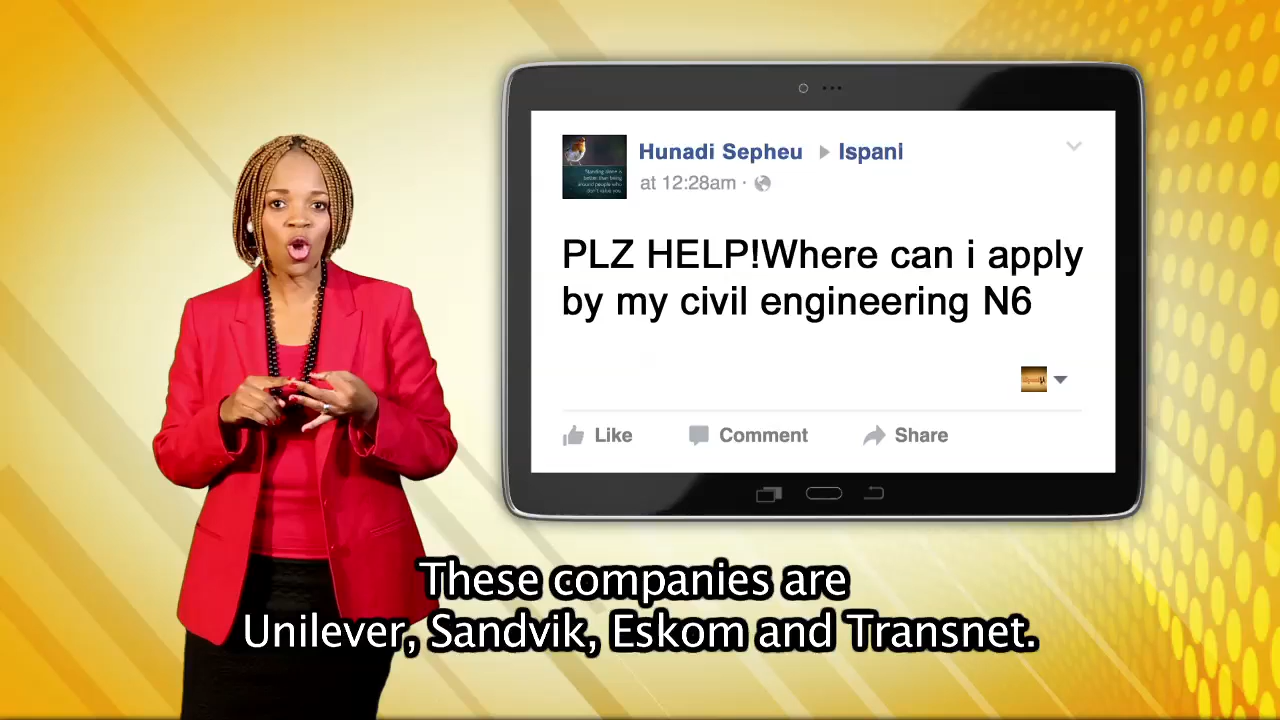 Hunadi Sepheu ▶ Ispani
at 12:28am ·
PLZ HELP!Where can i apply
by my civil engineering N6
Like Comment Share
These companies are
Unilever, Sandvik, Eskom and Transnet.